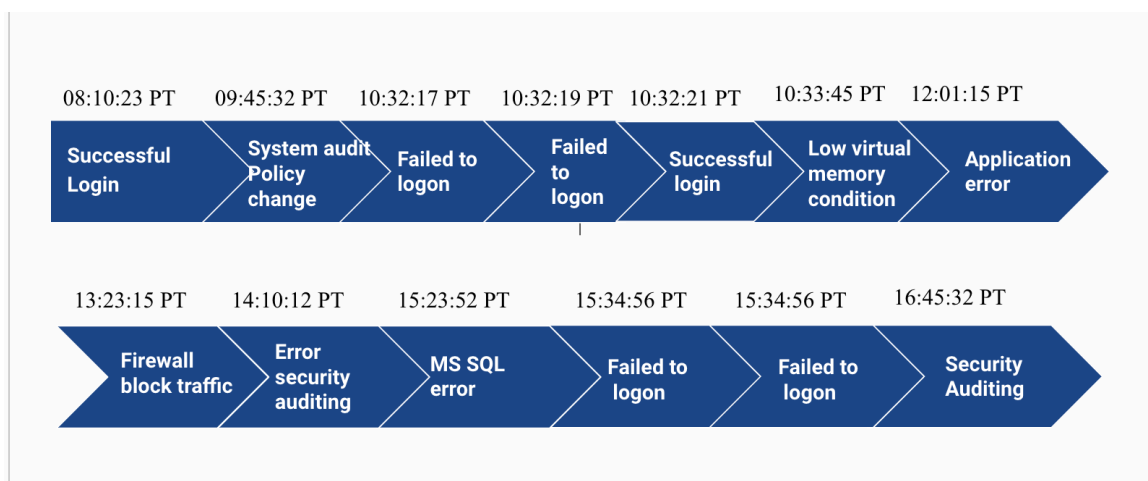 08:10:23 PT 09:45:32 PT 10:32:17 PT 10:32:19 PT 10:32:21 PT 10:33:45 PT 12:01:15 PT
Successful
Login
System audit
Policy
change
Failed to
logon
Failed
to
logon
Successful
login
Low virtual
memory
condition
Application
error
13:23:15 PT 14:10:12 PT 15:23:52 PT 15:34:56 PT 15:34:56 PT 16:45:32 PT
Firewall
block traffic
Error
security
auditing
MS SQL
error
Failed to
logon
Failed to
logon
Security
Auditing